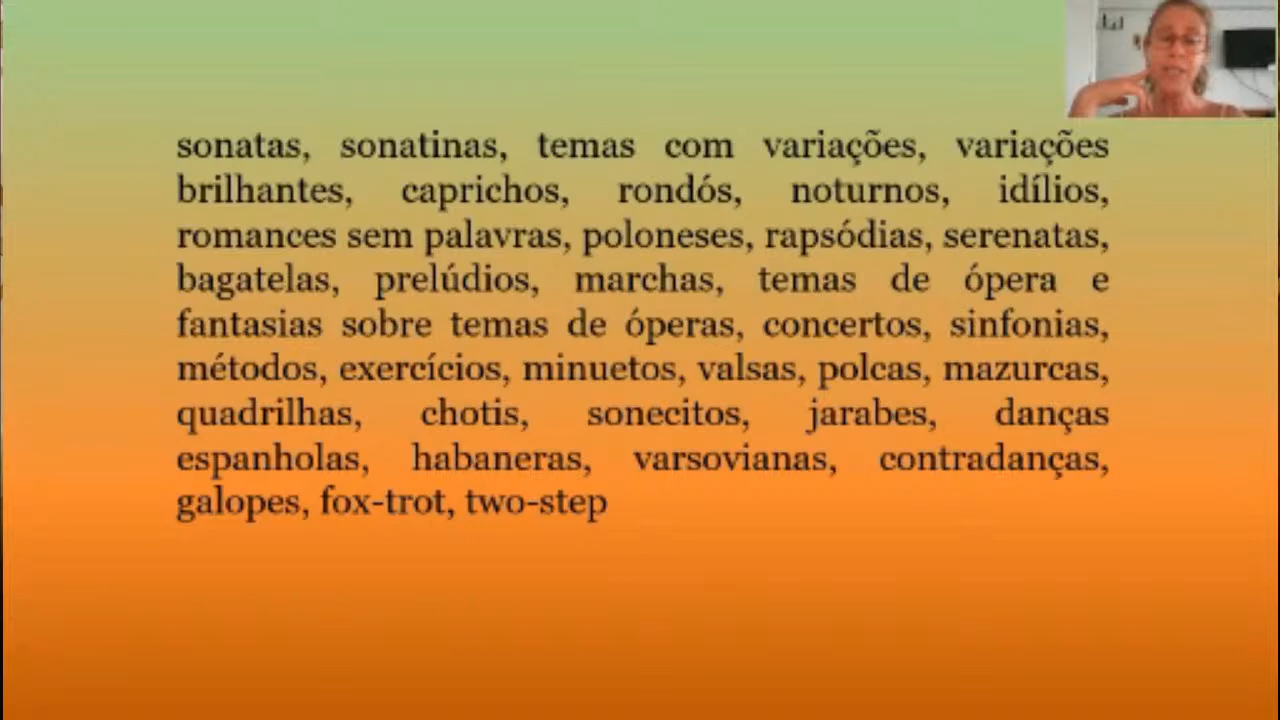 sonatas, sonatinas, temas com variações, variações
brilhantes, caprichos, rondós, noturnos, idílios,
romances sem palavras, poloneses, rapsódias, serenatas,
bagatelas, prelúdios, marchas, temas de ópera e
fantasias sobre temas de óperas, concertos, sinfonias,
métodos, exercícios, minuetos, valsas, polcas, mazurcas,
quadrilhas, chotis, sonecitos, jarabes, danças
espanholas, habaneras, varsovianas, contradanças,
galopes, fox-trot, two-step